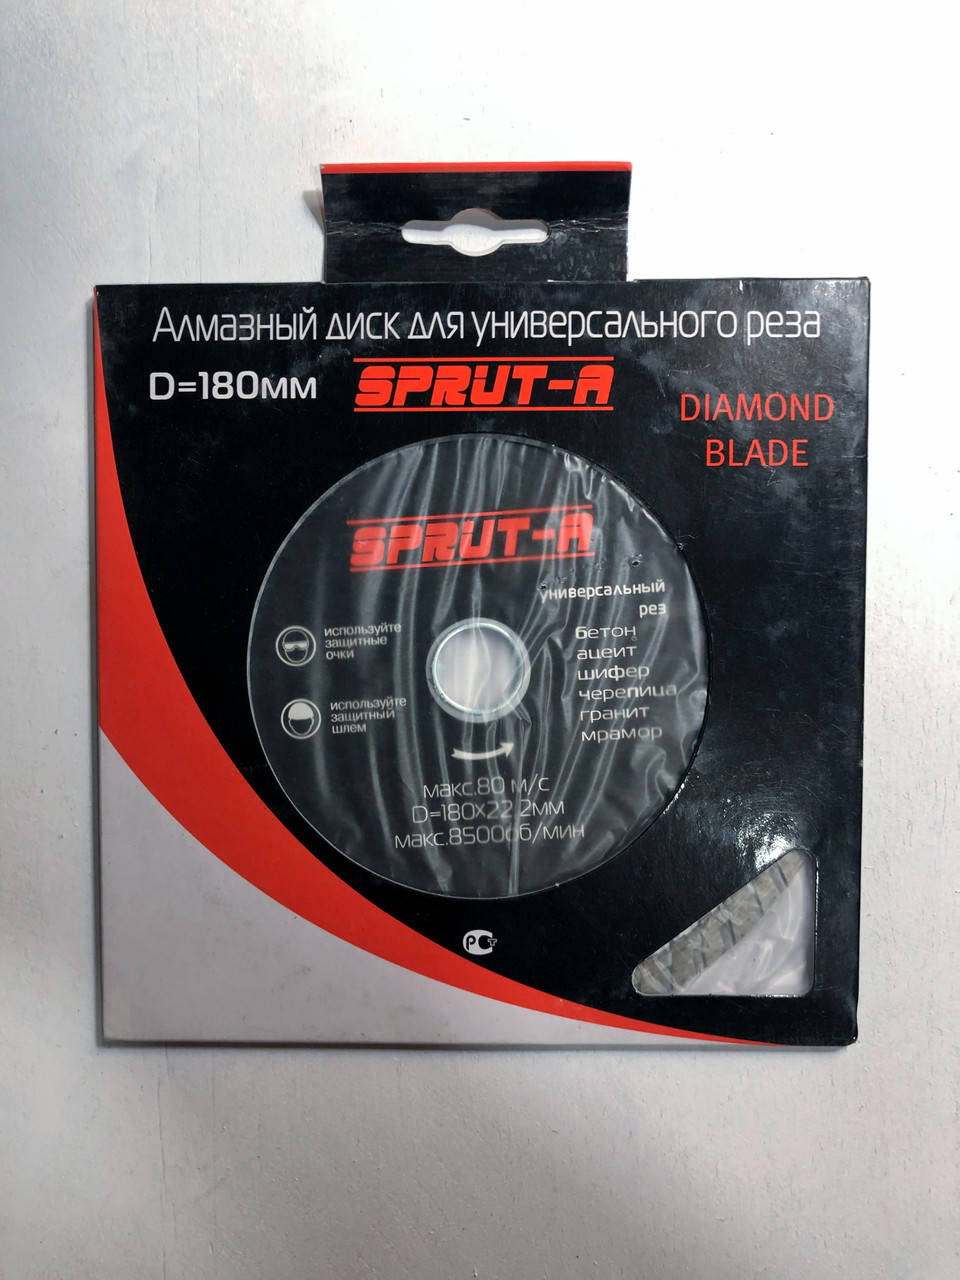 Алмазный диск для универсального реза
D=180мм
SPRUT-A
DIAMOND
BLADE
SPRUT-A
универсальный
рез
бетон
ацеит
шифер
черепица
гранит
мрамор
используйте
защитные
очки
используйте
защитный
шлем
макс.80 м/с
D=180x22,2мм
макс.8500об/мин
РСТ